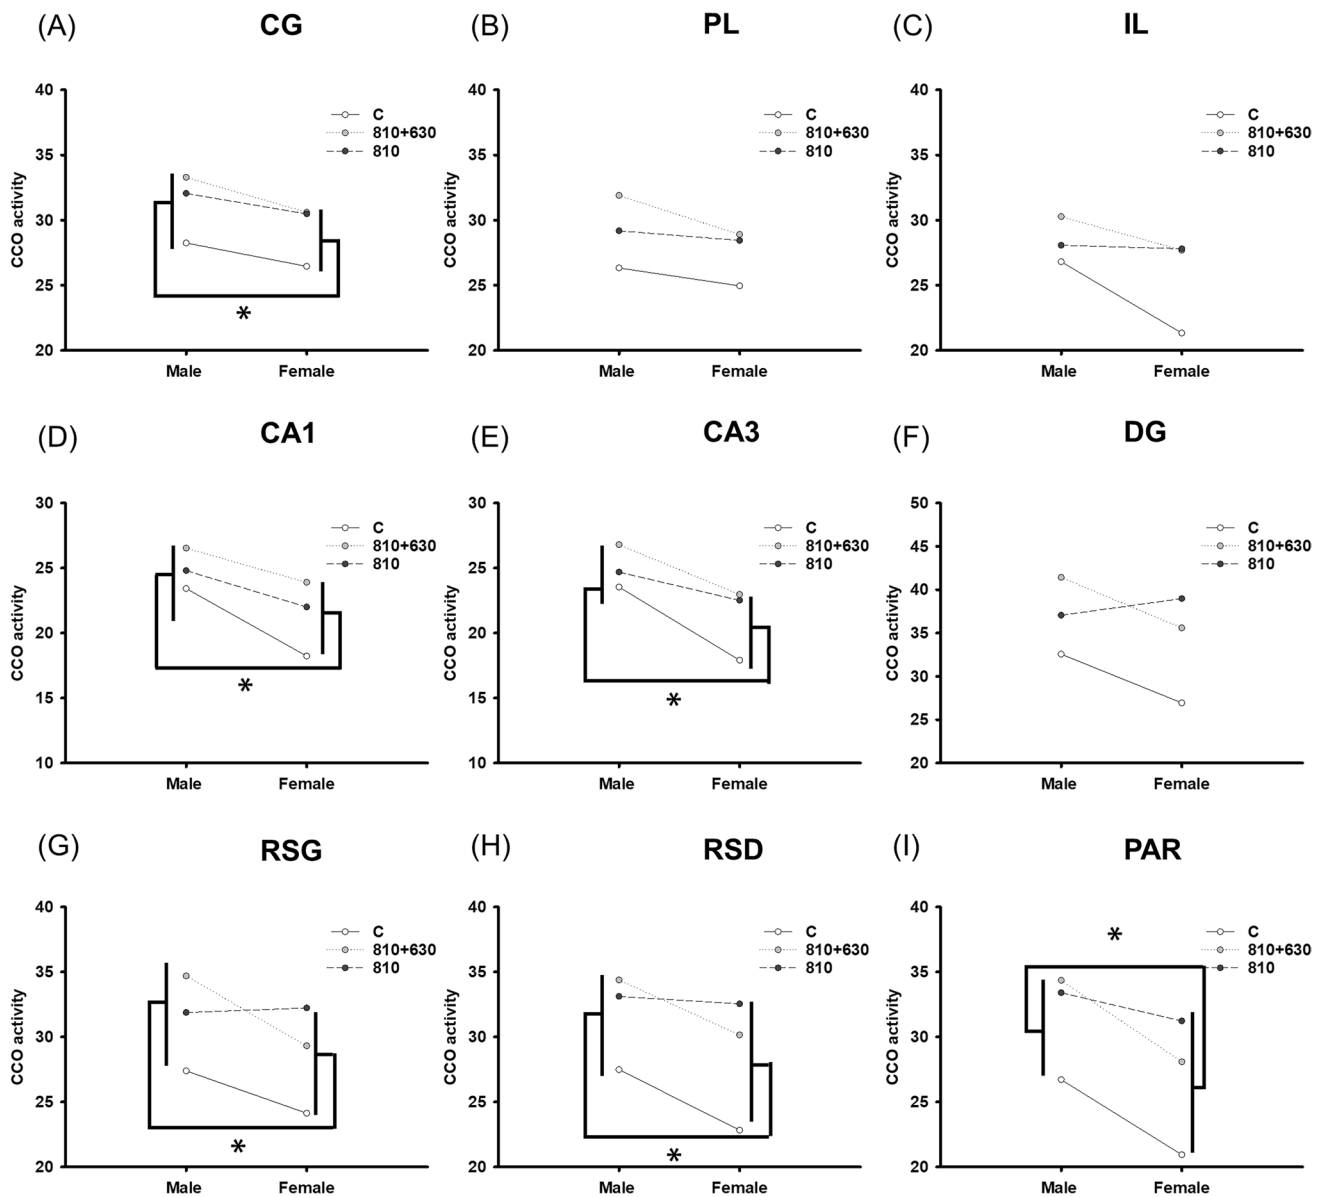 (A) CG
40
35
30
25
20
CCO activity
C
810+630
810
*
Male Female
(B) PL
40
35
30
25
20
CCO activity
C
810+630
810
Male Female
(C) IL
40
35
30
25
20
CCO activity
C
810+630
810
Male Female
(D) CA1
30
25
20
15
10
CCO activity
C
810+630
810
*
Male Female
(E) CA3
30
25
20
15
10
CCO activity
C
810+630
810
*
Male Female
(F) DG
50
45
40
35
30
25
20
CCO activity
C
810+630
810
Male Female
(G) RSG
40
35
30
25
20
CCO activity
C
810+630
810
*
Male Female
(H) RSD
40
35
30
25
20
CCO activity
C
810+630
810
*
Male Female
(I) PAR
40
35
30
25
20
CCO activity
C
810+630
810
*
Male Female